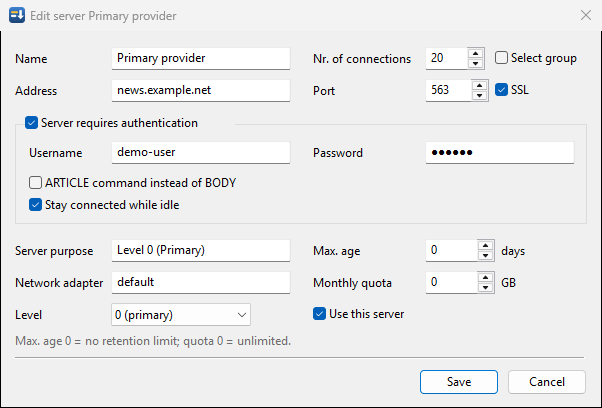 Edit server Primary provider
Name Primary provider Nr. of connections 20 Select group
Address news.example.net Port 563 SSL
Server requires authentication
Username demo-user Password ●●●●●●
ARTICLE command instead of BODY
Stay connected while idle
Server purpose Level 0 (Primary) Max. age 0 days
Network adapter default Monthly quota 0 GB
Level 0 (primary) Use this server
Max. age 0 = no retention limit; quota 0 = unlimited.
Save Cancel